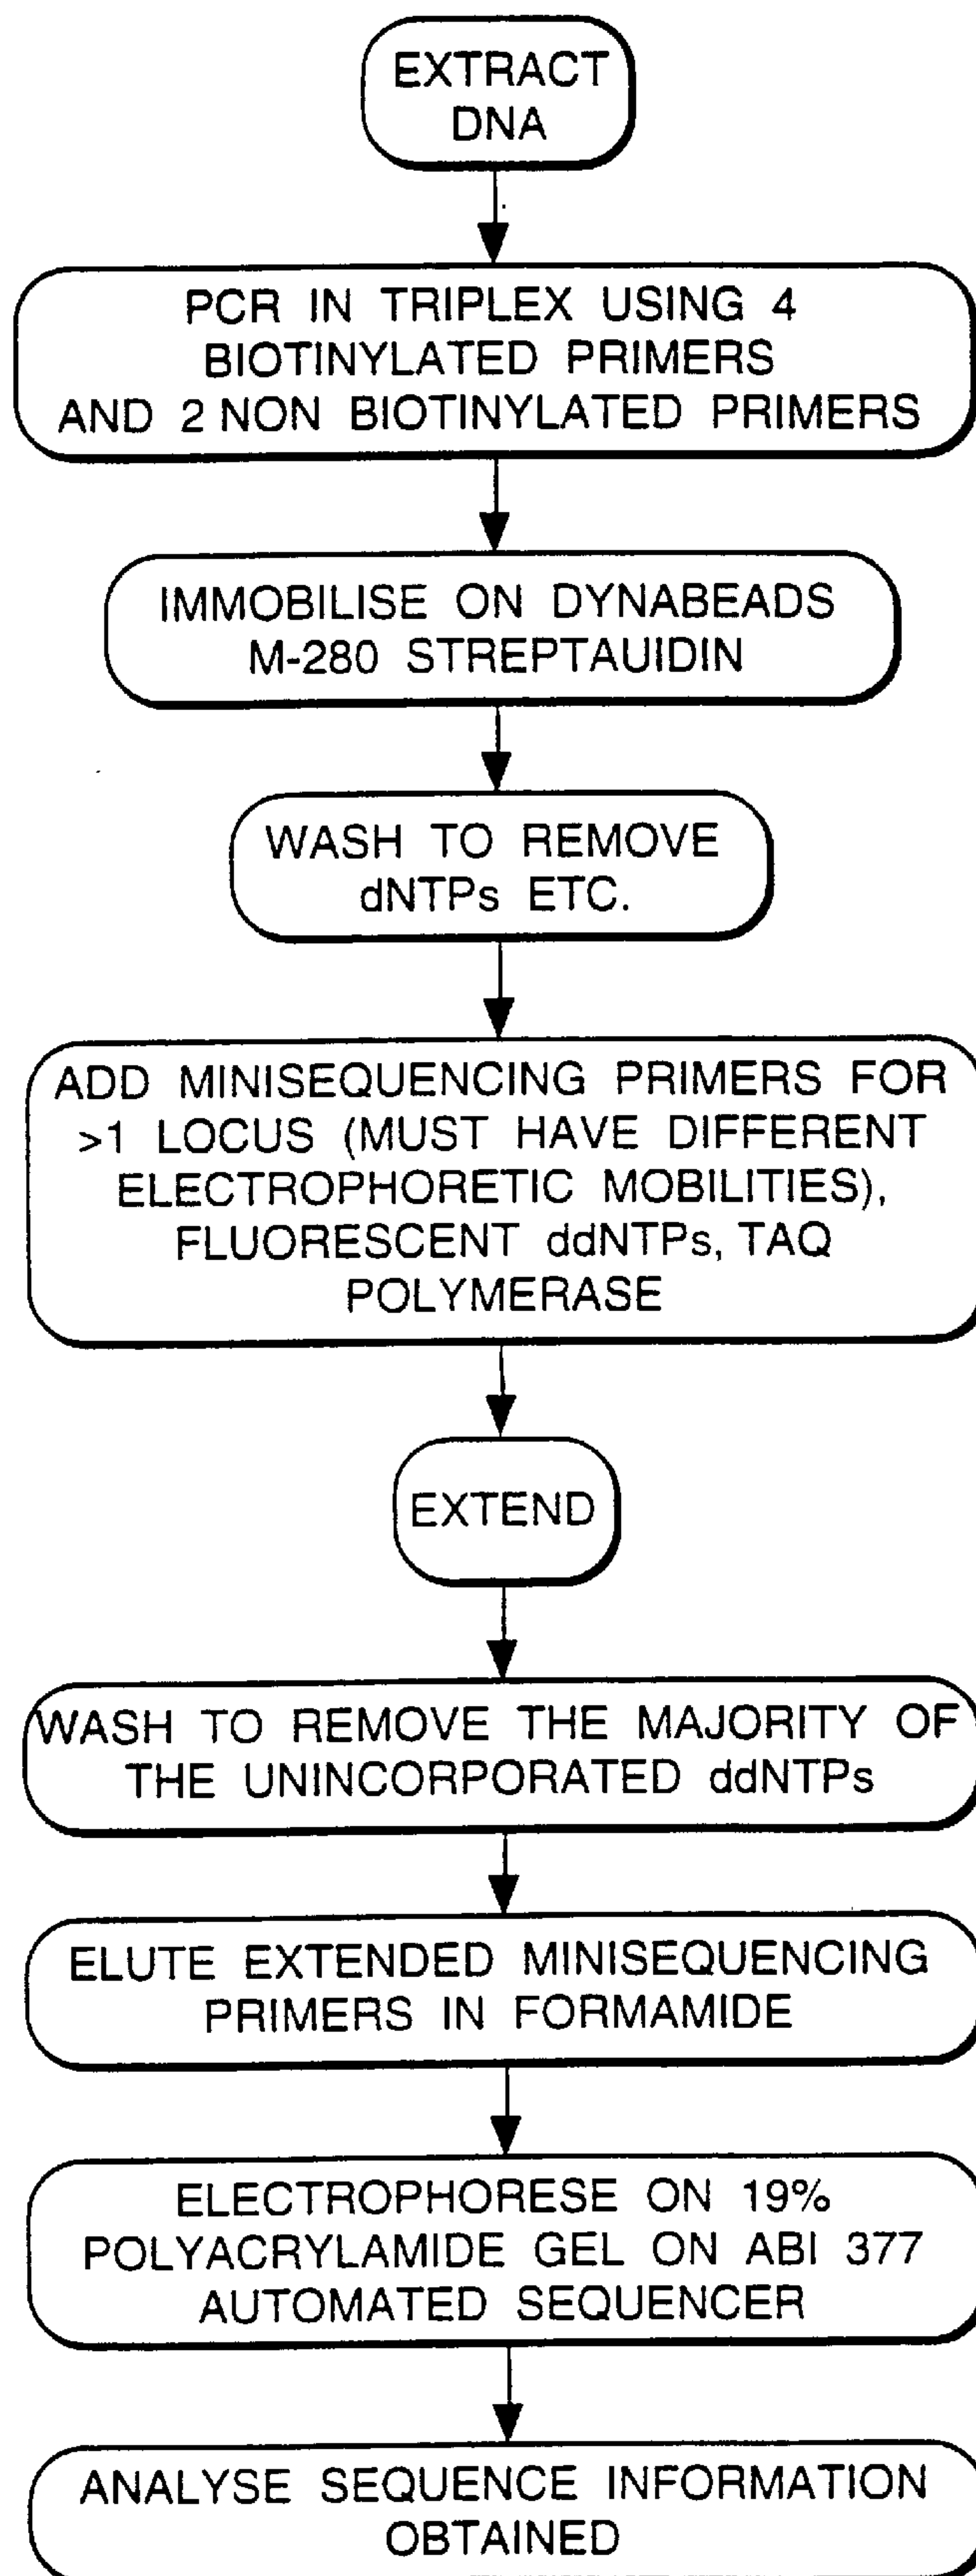 EXTRACT
DNA
PCR IN TRIPLEX USING 4
BIOTINYLATED PRIMERS
AND 2 NON BIOTINYLATED PRIMERS
IMMOBILISE ON DYNABEADS
M-280 STREPTAUIDIN
WASH TO REMOVE
dNTPs ETC.
ADD MINISEQUENCING PRIMERS FOR
>1 LOCUS (MUST HAVE DIFFERENT
ELECTROPHORETIC MOBILITIES),
FLUORESCENT ddNTPs, TAQ
POLYMERASE
EXTEND
WASH TO REMOVE THE MAJORITY OF
THE UNINCORPORATED ddNTPs
ELUTE EXTENDED MINISEQUENCING
PRIMERS IN FORMAMIDE
ELECTROPHORESE ON 19%
POLYACRYLAMIDE GEL ON ABI 377
AUTOMATED SEQUENCER
ANALYSE SEQUENCE INFORMATION
OBTAINED